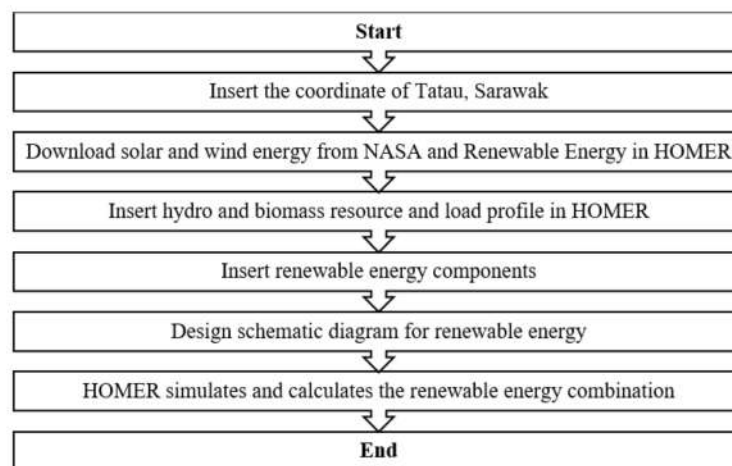 Start
Insert the coordinate of Tatau, Sarawak
Download solar and wind energy from NASA and Renewable Energy in HOMER
Insert hydro and biomass resource and load profile in HOMER
Insert renewable energy components
Design schematic diagram for renewable energy
HOMER simulates and calculates the renewable energy combination
End